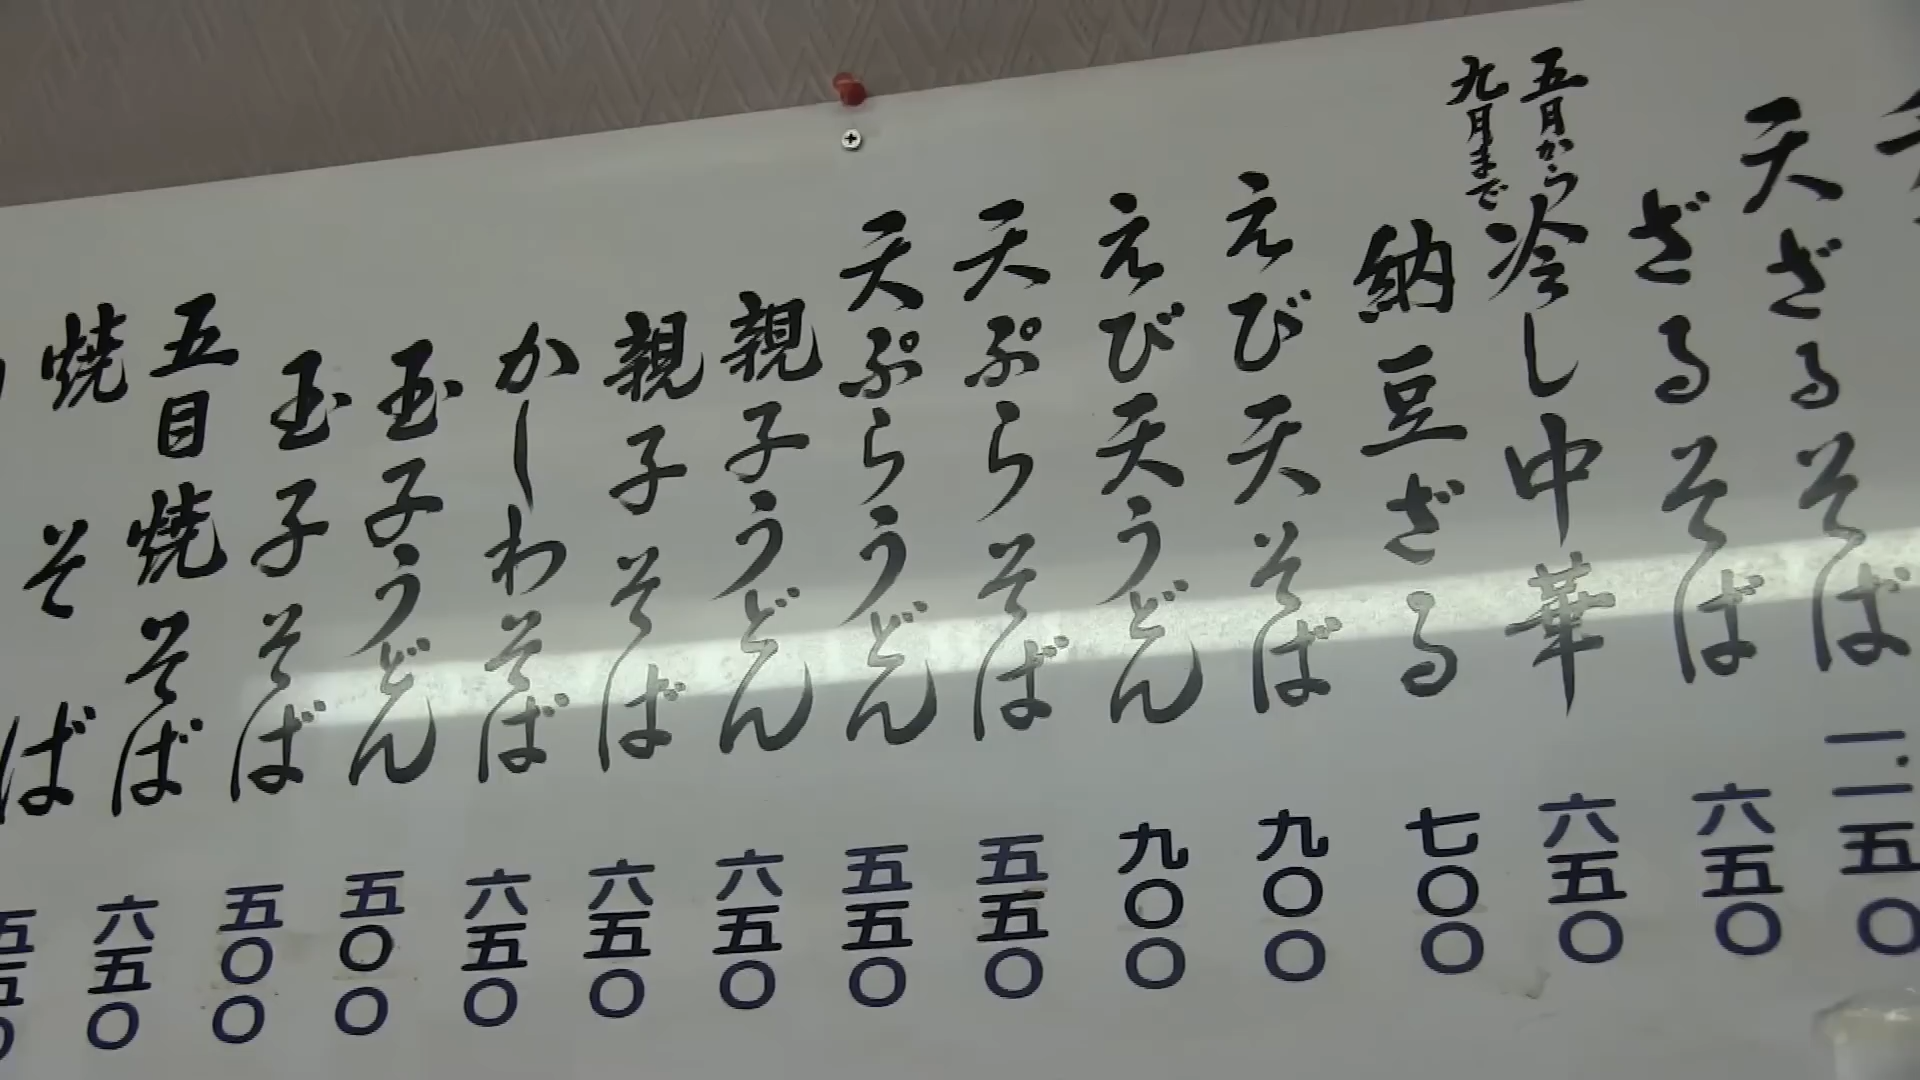 天ざるそば 一、二五〇
ざるそば 六五〇
五月から
九月まで
冷し中華 六五〇
納豆ざる 七〇〇
えび天そば 九〇〇
えび天うどん 九〇〇
天ぷらそば 五五〇
天ぷらうどん 五五〇
親子うどん 六五〇
親子そば 六五〇
かしわそば 六五〇
玉子うどん 五〇〇
玉子そば 五〇〇
五目焼そば 六五〇
焼そば 五五〇